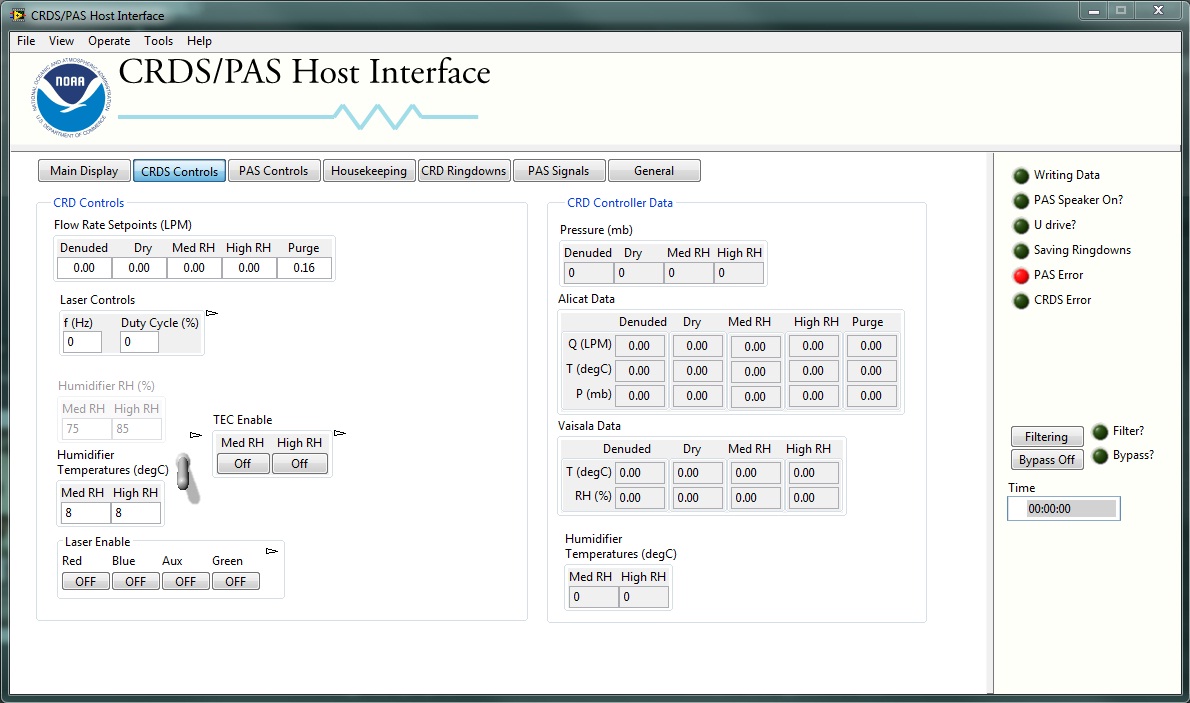 CRDS/PAS Host Interface
File View Operate Tools Help
NATIONAL OCEANIC AND ATMOSPHERIC ADMINISTRATION
NOAA
U.S. DEPARTMENT OF COMMERCE
CRDS/PAS Host Interface
Main Display CRDS Controls PAS Controls Housekeeping CRD Ringdowns PAS Signals General
CRD Controls
Flow Rate Setpoints (LPM)
Denuded Dry Med RH High RH Purge
0.00 0.00 0.00 0.00 0.16
Laser Controls
f (Hz) Duty Cycle (%)
0 0
Humidifier RH (%)
Med RH High RH
75 85
TEC Enable
Med RH High RH
Off Off
Humidifier
Temperatures (degC)
Med RH High RH
8 8
Laser Enable
Red Blue Aux Green
OFF OFF OFF OFF
CRD Controller Data
Pressure (mb)
Denuded Dry Med RH High RH
0 0 0 0
Alicat Data
Denuded Dry Med RH High RH Purge
Q (LPM) 0.00 0.00 0.00 0.00 0.00
T (degC) 0.00 0.00 0.00 0.00 0.00
P (mb) 0.00 0.00 0.00 0.00 0.00
Vaisala Data
Denuded Dry Med RH High RH
T (degC) 0.00 0.00 0.00 0.00
RH (%) 0.00 0.00 0.00 0.00
Humidifier
Temperatures (degC)
Med RH High RH
0 0
Writing Data
PAS Speaker On?
U drive?
Saving Ringdowns
PAS Error
CRDS Error
Filtering Filter?
Bypass Off Bypass?
Time
00:00:00